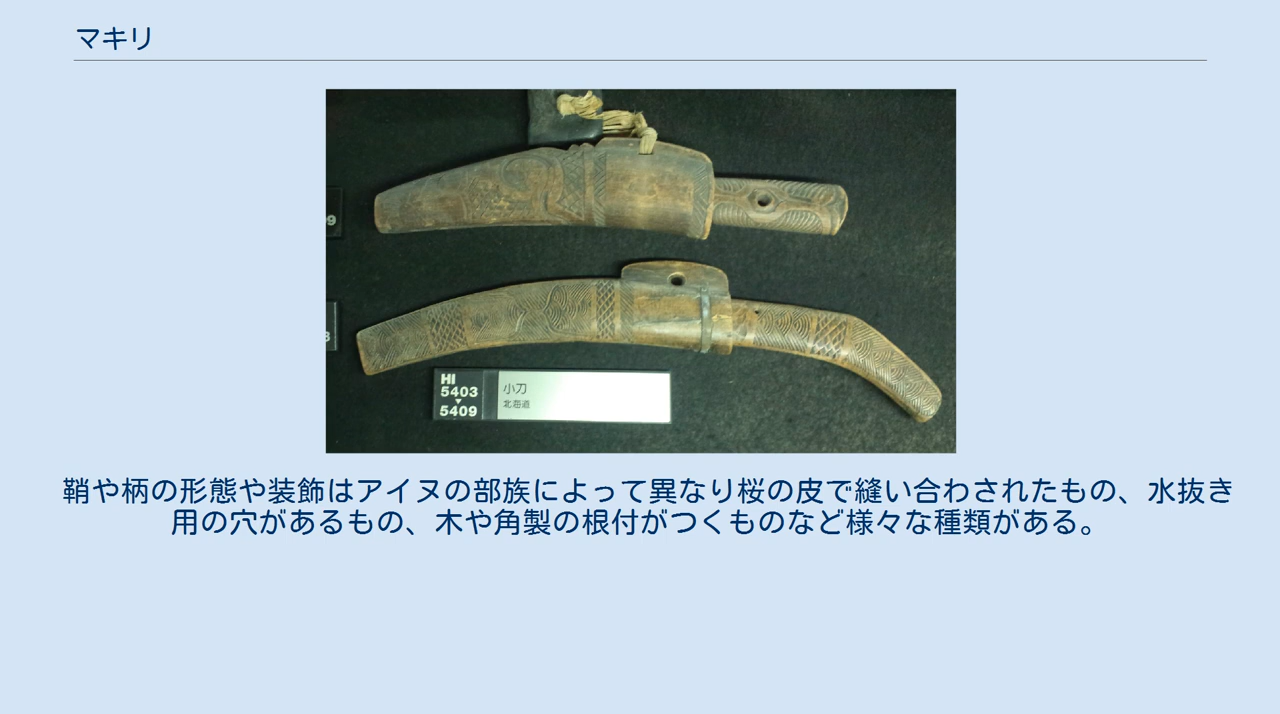 マキリ
9
3
HI
5403
▼
5409
小刀
北海道
鞘や柄の形態や装飾はアイヌの部族によって異なり桜の皮で縫い合わされたもの、水抜き
用の穴があるもの、木や角製の根付がつくものなど様々な種類がある。